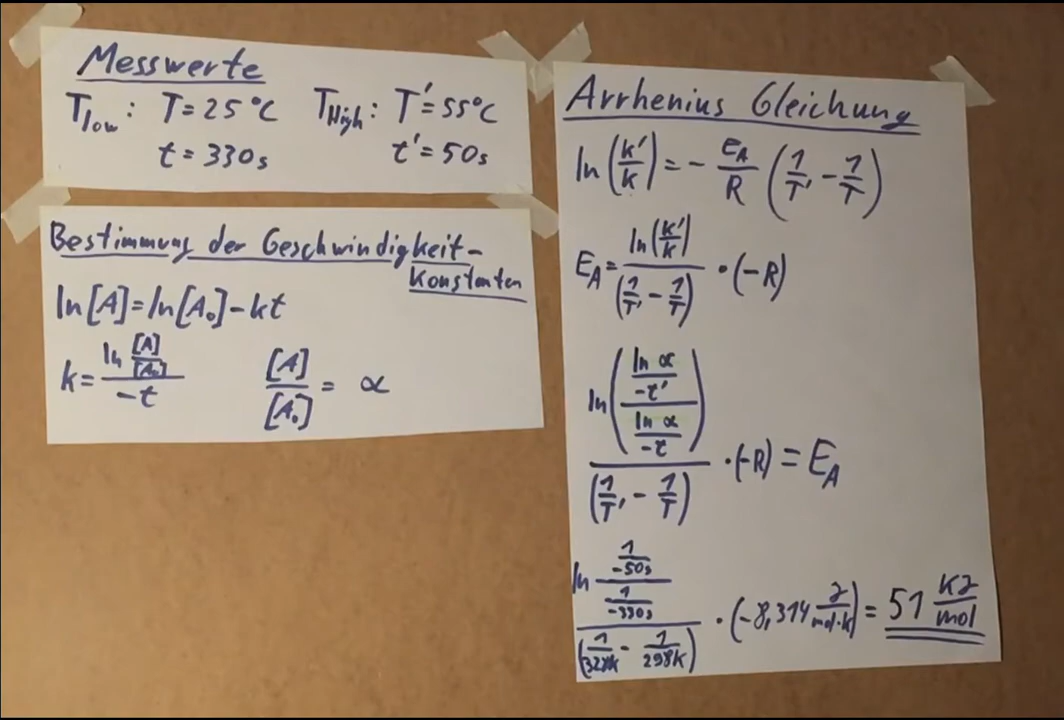 Messwerte
T_low: T=25°C T_High: T'=55°C
t=330s t'=50s
Bestimmung der Geschwindigkeit-
Konstanten
ln[A]=ln[A₀]-kt
k=(ln([A]/[A₀]))/(-t) [A]/[A₀] = α
Arrhenius Gleichung
ln(k'/k)=-E_A/R(1/T'-1/T)
E_A=(ln(k'/k))/(1/T'-1/T)·(-R)
(ln((ln α/-t')/(ln α/-t)))/(1/T'-1/T)·(-R)=E_A
(ln((1/-50s)/(1/-330s)))/(1/328K-1/298K)·(-8,314 J/mol·K)=51 KJ/mol